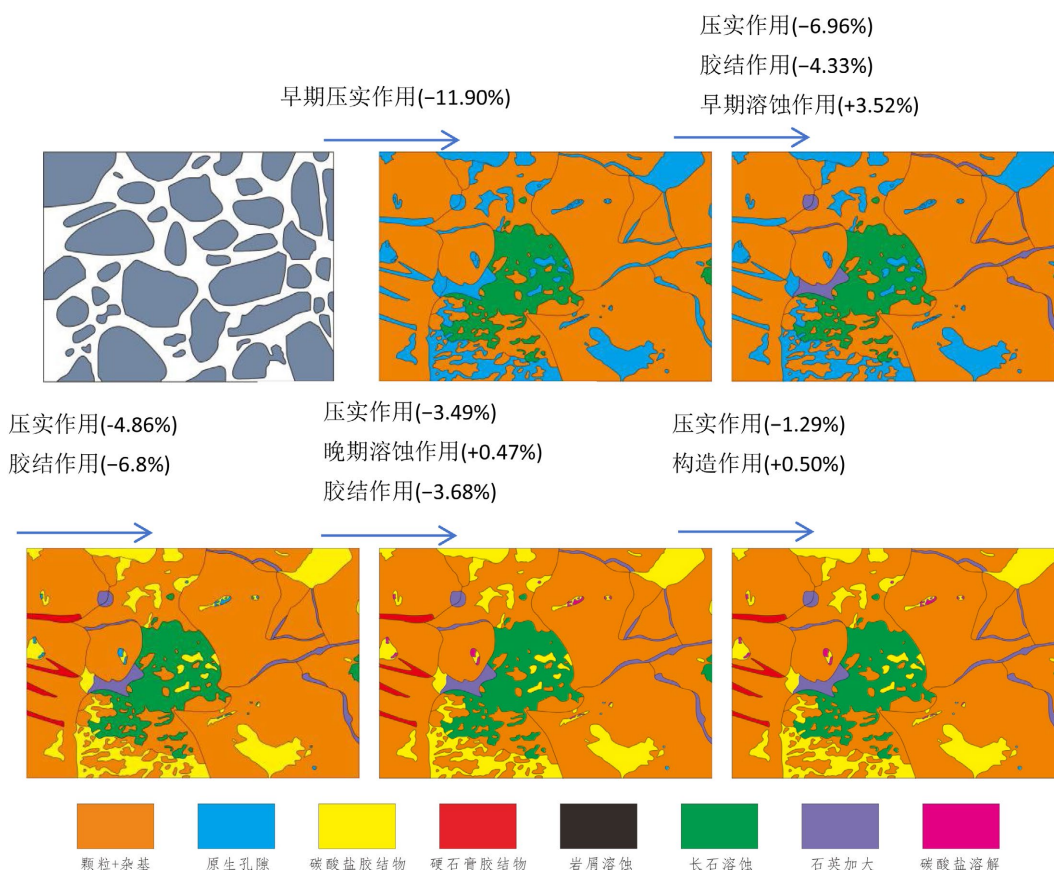 早期压实作用(−11.90%)
压实作用(−6.96%)
胶结作用(−4.33%)
早期溶蚀作用(+3.52%)
压实作用(-4.86%)
胶结作用(−6.8%)
压实作用(−3.49%)
晚期溶蚀作用(+0.47%)
胶结作用(−3.68%)
压实作用(−1.29%)
构造作用(+0.50%)
颗粒+杂基
原生孔隙
碳酸盐胶结物
硬石膏胶结物
岩屑溶蚀
长石溶蚀
石英加大
碳酸盐溶解